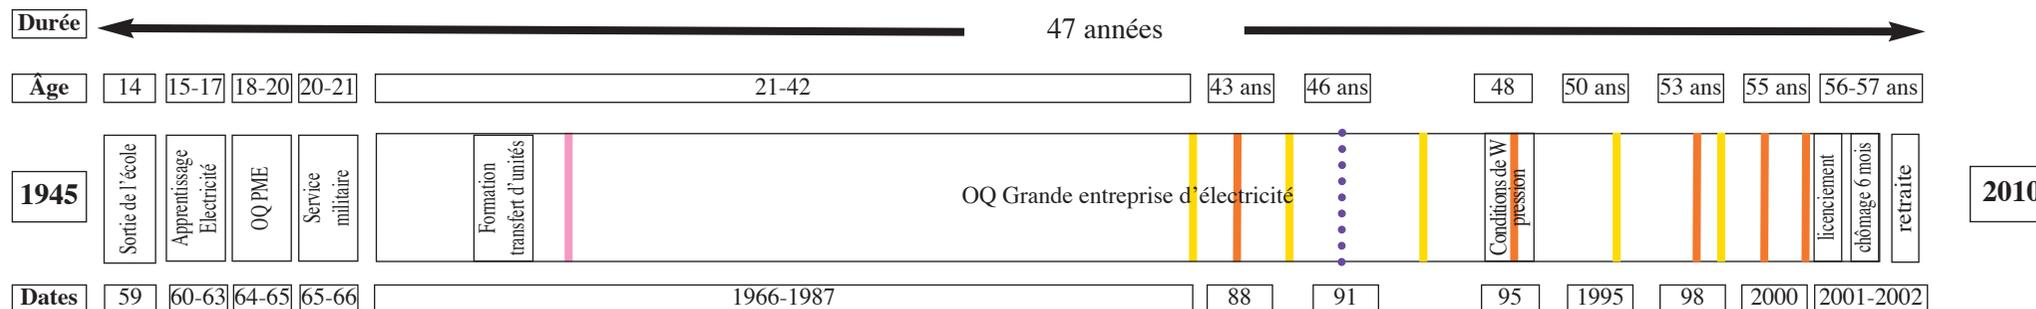 Durée
47 années
Âge
14
15-17
18-20
20-21
21-42
43 ans
46 ans
48
50 ans
53 ans
55 ans
56-57 ans
1945
Sortie de l'école
Apprentissage
Electricité
OQ PME
Service
militaire
Formation
transfert d'unités
OQ Grande entreprise d'électricité
Conditions de W
pression
licenciement
chômage 6 mois
retraite
2010
Dates
59
60-63
64-65
65-66
1966-1987
88
91
95
1995
98
2000
2001-2002